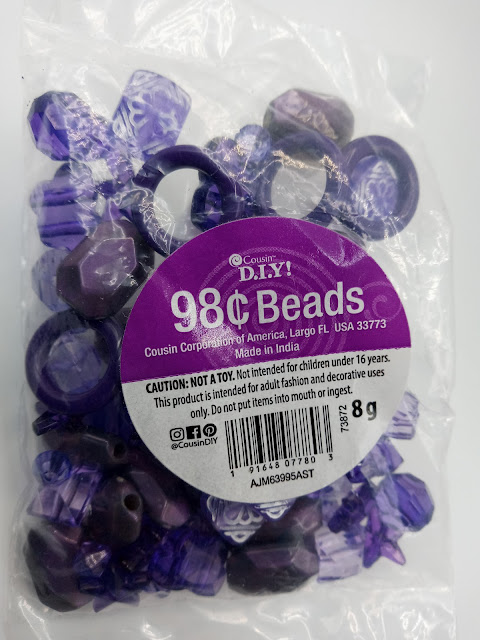 Cousin™
D.I.Y!
98¢ Beads
Cousin Corporation of America, Largo FL USA 33773
Made in India
CAUTION: NOT A TOY. Not intended for children under 16 years.
This product is intended for adult fashion and decorative uses
only. Do not put items into mouth or ingest.
@CousinDIY
1 91648 07780 3
73872
8 g
AJM63995AST